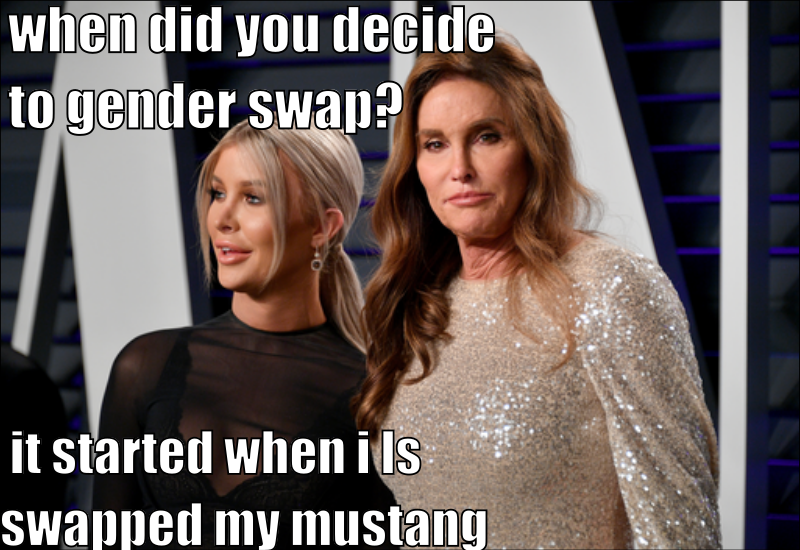 when did you decide
to gender swap?
it started when i ls
swapped my mustang